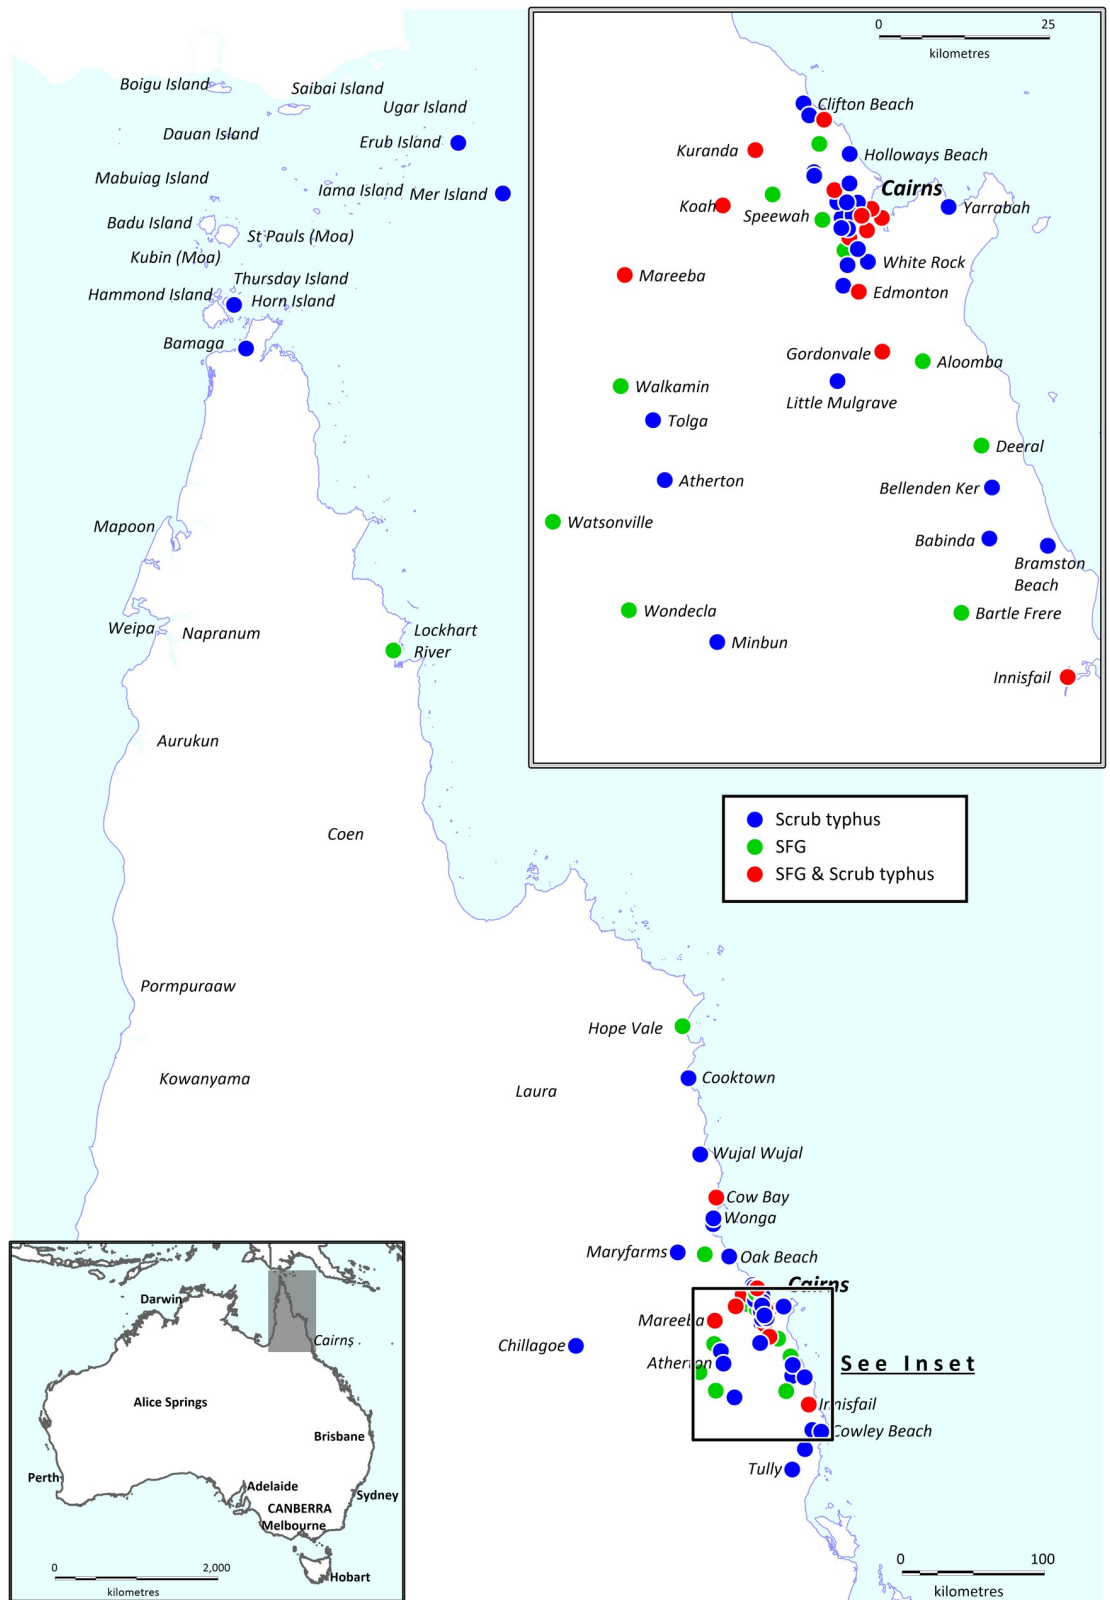 Boigu Island
Saibai Island
Ugar Island
Dauan Island
Erub Island
Mabuiag Island
Iama Island
Mer Island
Badu Island
St Pauls (Moa)
Kubin (Moa)
Thursday Island
Hammond Island
Horn Island
Bamaga
Mapoon
Weipa
Napranum
Lockhart
River
Aurukun
Coen
Pormpuraaw
Kowanyama
Laura
Hope Vale
Cooktown
Wujal Wujal
Cow Bay
Wonga
Maryfarms
Oak Beach
Cairns
Mareeba
Chillagoe
Atherton
See Inset
Innisfail
Cowley Beach
Tully
0 100
kilometres
0 25
kilometres
Clifton Beach
Kuranda
Holloways Beach
Cairns
Koah
Speewah
Yarrabah
White Rock
Mareeba
Edmonton
Gordonvale
Aloomba
Walkamin
Little Mulgrave
Tolga
Deeral
Atherton
Bellenden Ker
Watsonville
Babinda
Bramston
Beach
Wondecla
Bartle Frere
Minbun
Innisfail
Scrub typhus
SFG
SFG & Scrub typhus
Darwin
Cairns
Alice Springs
Brisbane
Perth
Adelaide
Sydney
CANBERRA
Melbourne
Hobart
0 2,000
kilometres